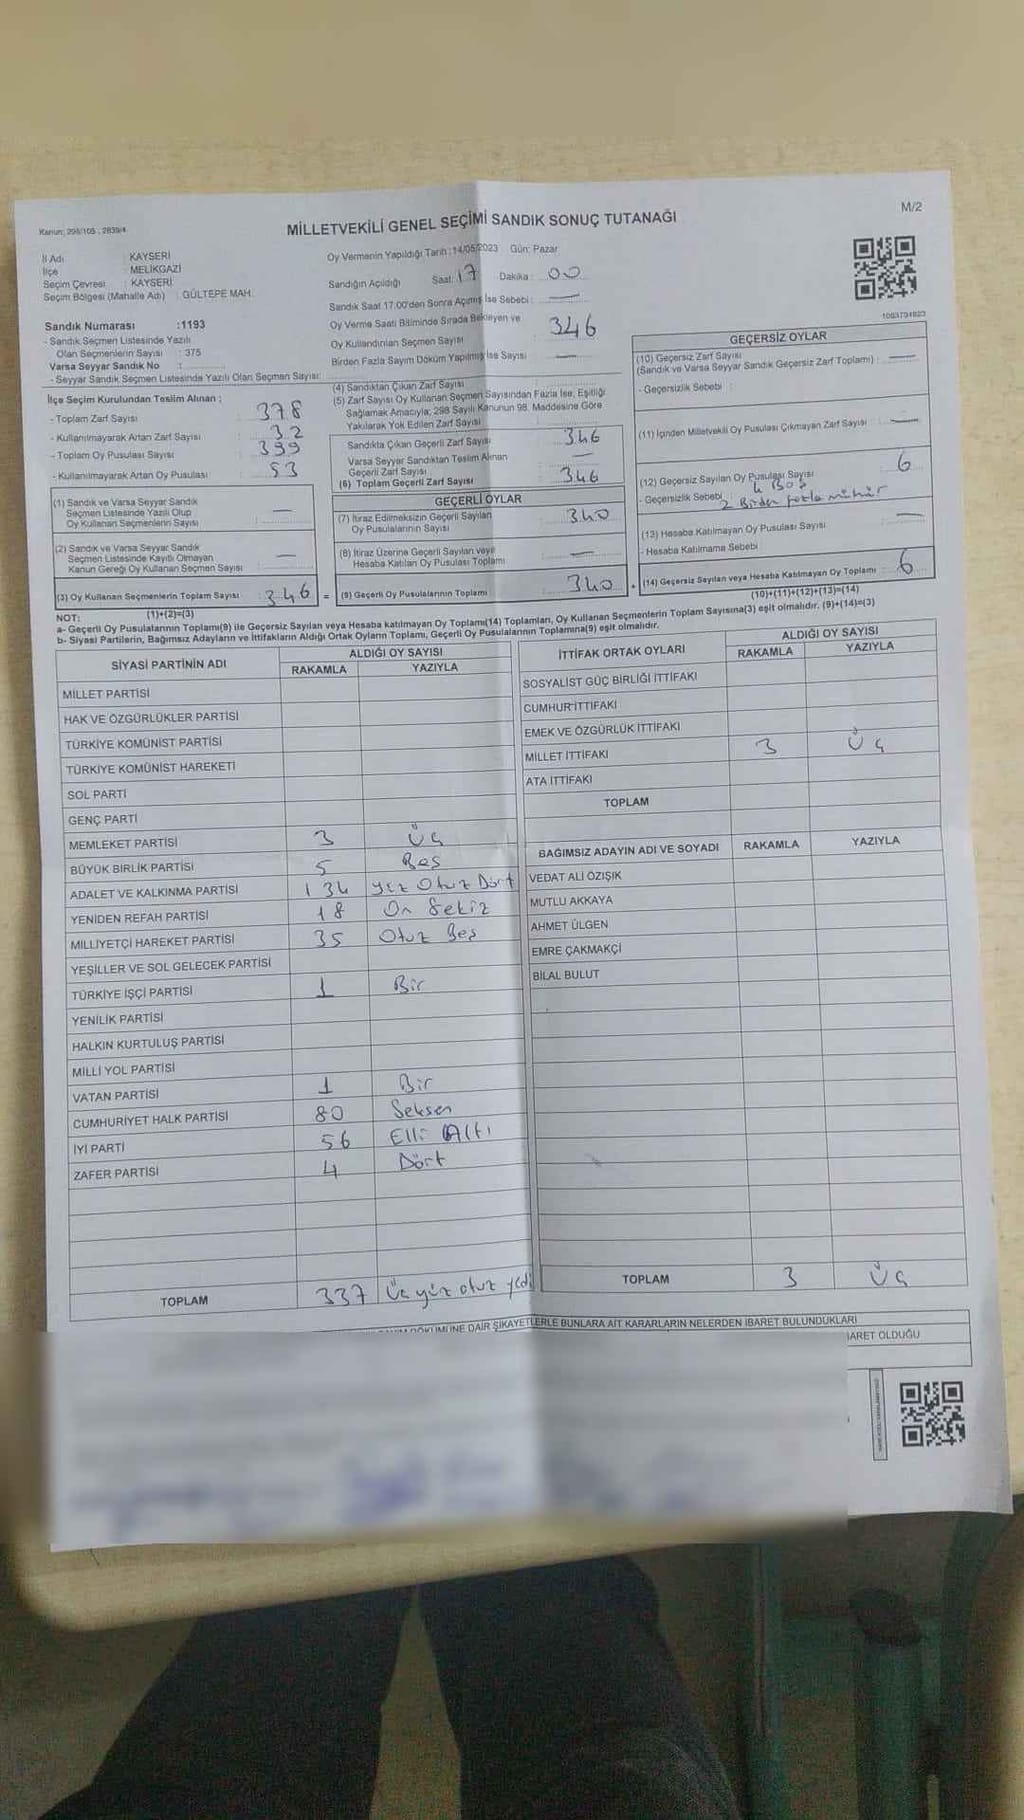 Kanun: 298/105 ; 2839/4
MİLLETVEKİLİ GENEL SEÇİMİ SANDIK SONUÇ TUTANAĞI
M/2
İl Adı : KAYSERİ
İlçe : MELİKGAZİ
Seçim Çevresi : KAYSERİ
Seçim Bölgesi (Mahalle Adı) : GÜLTEPE MAH.
Sandık Numarası :1193
- Sandık Seçmen Listesinde Yazılı
Olan Seçmenlerin Sayısı : 375
Varsa Seyyar Sandık No :
- Seyyar Sandık Seçmen Listesinde Yazılı Olan Seçmen Sayısı:
Oy Vermenin Yapıldığı Tarih :14/05/2023 Gün: Pazar
Sandığın Açıldığı Saat: 17 Dakika : 00
Sandık Saat 17.00'den Sonra Açılmış İse Sebebi : —
Oy Verme Saati Bitiminde Sırada Bekleyen ve
Oy Kullandırılan Seçmen Sayısı : 346
Birden Fazla Sayım Döküm Yapılmış İse Sayısı : —
1083794823
İlçe Seçim Kurulundan Teslim Alınan :
- Toplam Zarf Sayısı : 378
- Kullanılmayarak Artan Zarf Sayısı : 32
- Toplam Oy Pusulası Sayısı : 399
- Kullanılmayarak Artan Oy Pusulası : 53
(1) Sandık ve Varsa Seyyar Sandık
Seçmen Listesinde Yazılı Olup
Oy Kullanan Seçmenlerin Sayısı : —
(2) Sandık ve Varsa Seyyar Sandık
Seçmen Listesinde Kayıtlı Olmayan
Kanun Gereği Oy Kullanan Seçmen Sayısı : —
(3) Oy Kullanan Seçmenlerin Toplam Sayısı : 346 =
(1)+(2)=(3)
(4) Sandıktan Çıkan Zarf Sayısı :
(5) Zarf Sayısı Oy Kullanan Seçmen Sayısından Fazla İse, Eşitliği
Sağlamak Amacıyla; 298 Sayılı Kanunun 98. Maddesine Göre
Yakılarak Yok Edilen Zarf Sayısı :
Sandıkta Çıkan Geçerli Zarf Sayısı : 346
Varsa Seyyar Sandıktan Teslim Alınan
Geçerli Zarf Sayısı : —
(6) Toplam Geçerli Zarf Sayısı : 346
GEÇERLİ OYLAR
(7) İtiraz Edilmeksizin Geçerli Sayılan
Oy Pusulalarının Sayısı : 340
(8) İtiraz Üzerine Geçerli Sayılan veya
Hesaba Katılan Oy Pusulaları Toplamı : —
(9) Geçerli Oy Pusulalarının Toplamı : 340 +
GEÇERSİZ OYLAR
(10) Geçersiz Zarf Sayısı
(Sandık ve Varsa Seyyar Sandık Geçersiz Zarf Toplamı) : —
- Geçersizlik Sebebi :
(11) İçinden Milletvekili Oy Pusulası Çıkmayan Zarf Sayısı : —
(12) Geçersiz Sayılan Oy Pusulası Sayısı : 6
- Geçersizlik Sebebi : 4 Boş
2 Birden fazla mühür
(13) Hesaba Katılmayan Oy Pusulası Sayısı : —
- Hesaba Katılmama Sebebi
(14) Geçersiz Sayılan veya Hesaba Katılmayan Oy Toplamı : 6
(10)+(11)+(12)+(13)=(14)
NOT:
a- Geçerli Oy Pusulalarının Toplamı(9) ile Geçersiz Sayılan veya Hesaba katılmayan Oy Toplamı(14) Toplamları, Oy Kullanan Seçmenlerin Toplam Sayısına(3) eşit olmalıdır. (9)+(14)=(3)
b- Siyasi Partilerin, Bağımsız Adayların ve İttifakların Aldığı Ortak Oyların Toplamı, Geçerli Oy Pusulalarının Toplamına(9) eşit olmalıdır.
SİYASİ PARTİNİN ADI ALDIĞI OY SAYISI
RAKAMLA YAZIYLA
MİLLET PARTİSİ
HAK VE ÖZGÜRLÜKLER PARTİSİ
TÜRKİYE KOMÜNİST PARTİSİ
TÜRKİYE KOMÜNİST HAREKETİ
SOL PARTİ
GENÇ PARTİ
MEMLEKET PARTİSİ 3 Üç
BÜYÜK BİRLİK PARTİSİ 5 Beş
ADALET VE KALKINMA PARTİSİ 134 Yüz Otuz Dört
YENİDEN REFAH PARTİSİ 18 On Sekiz
MİLLİYETÇİ HAREKET PARTİSİ 35 Otuz Beş
YEŞİLLER VE SOL GELECEK PARTİSİ
TÜRKİYE İŞÇİ PARTİSİ 1 Bir
YENİLİK PARTİSİ
HALKIN KURTULUŞ PARTİSİ
MİLLİ YOL PARTİSİ
VATAN PARTİSİ 1 Bir
CUMHURİYET HALK PARTİSİ 80 Seksen
İYİ PARTİ 56 Elli Altı
ZAFER PARTİSİ 4 Dört
TOPLAM 337 Üç yüz otuz yedi
İTTİFAK ORTAK OYLARI ALDIĞI OY SAYISI
RAKAMLA YAZIYLA
SOSYALİST GÜÇ BİRLİĞİ İTTİFAKI
CUMHUR İTTİFAKI
EMEK VE ÖZGÜRLÜK İTTİFAKI
MİLLET İTTİFAKI 3 Üç
ATA İTTİFAKI
TOPLAM
BAĞIMSIZ ADAYIN ADI VE SOYADI RAKAMLA YAZIYLA
VEDAT ALİ ÖZIŞIK
MUTLU AKKAYA
AHMET ÜLGEN
EMRE ÇAKMAKÇİ
BİLAL BULUT
TOPLAM 3 Üç
DÖKÜMÜNE DAİR ŞİKAYETLERLE BUNLARA AİT KARARLARIN NELERDEN İBARET BULUNDUKLARI
İBARET OLDUĞU